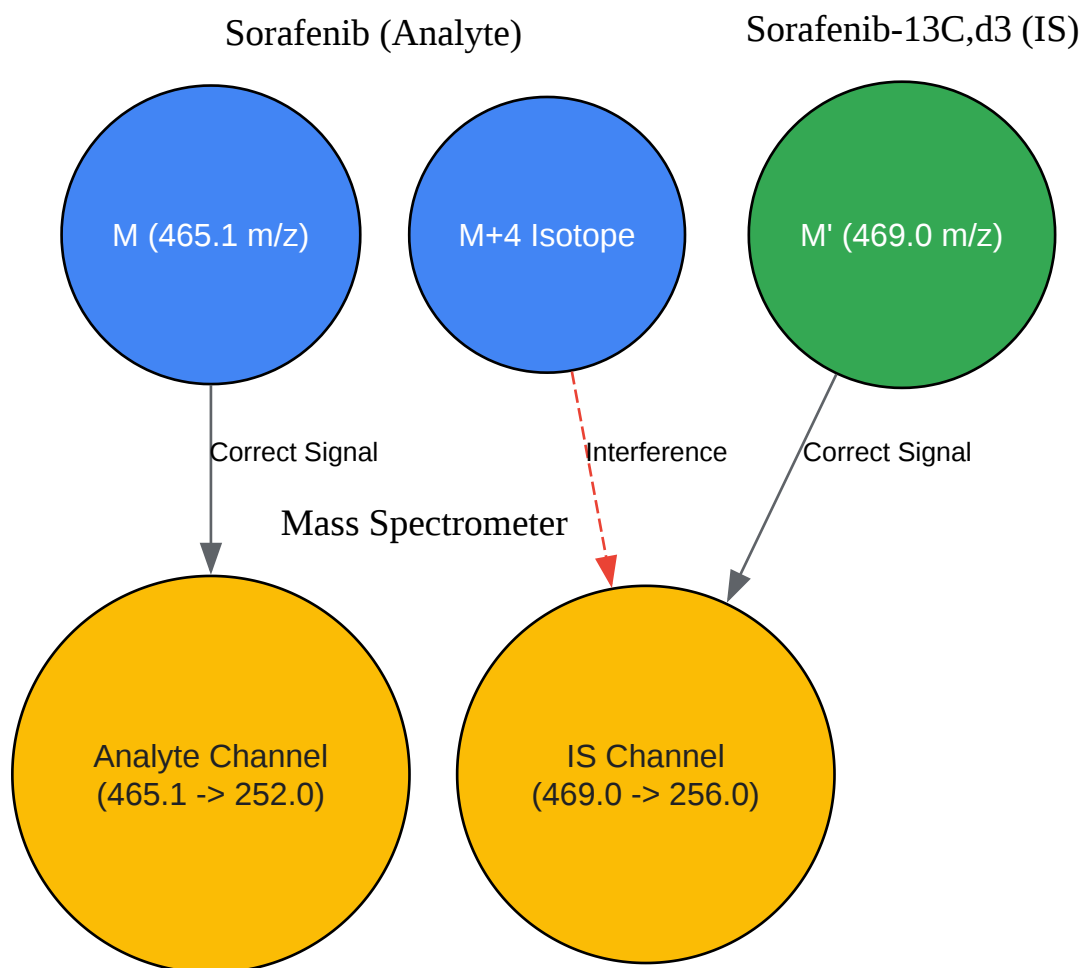 Sorafenib (Analyte)
Sorafenib-13C,d3 (IS)
M (465.1 m/z)
M+4 Isotope
M' (469.0 m/z)
Correct Signal
Interference
Correct Signal
Mass Spectrometer
Analyte Channel
(465.1 -> 252.0)
IS Channel
(469.0 -> 256.0)